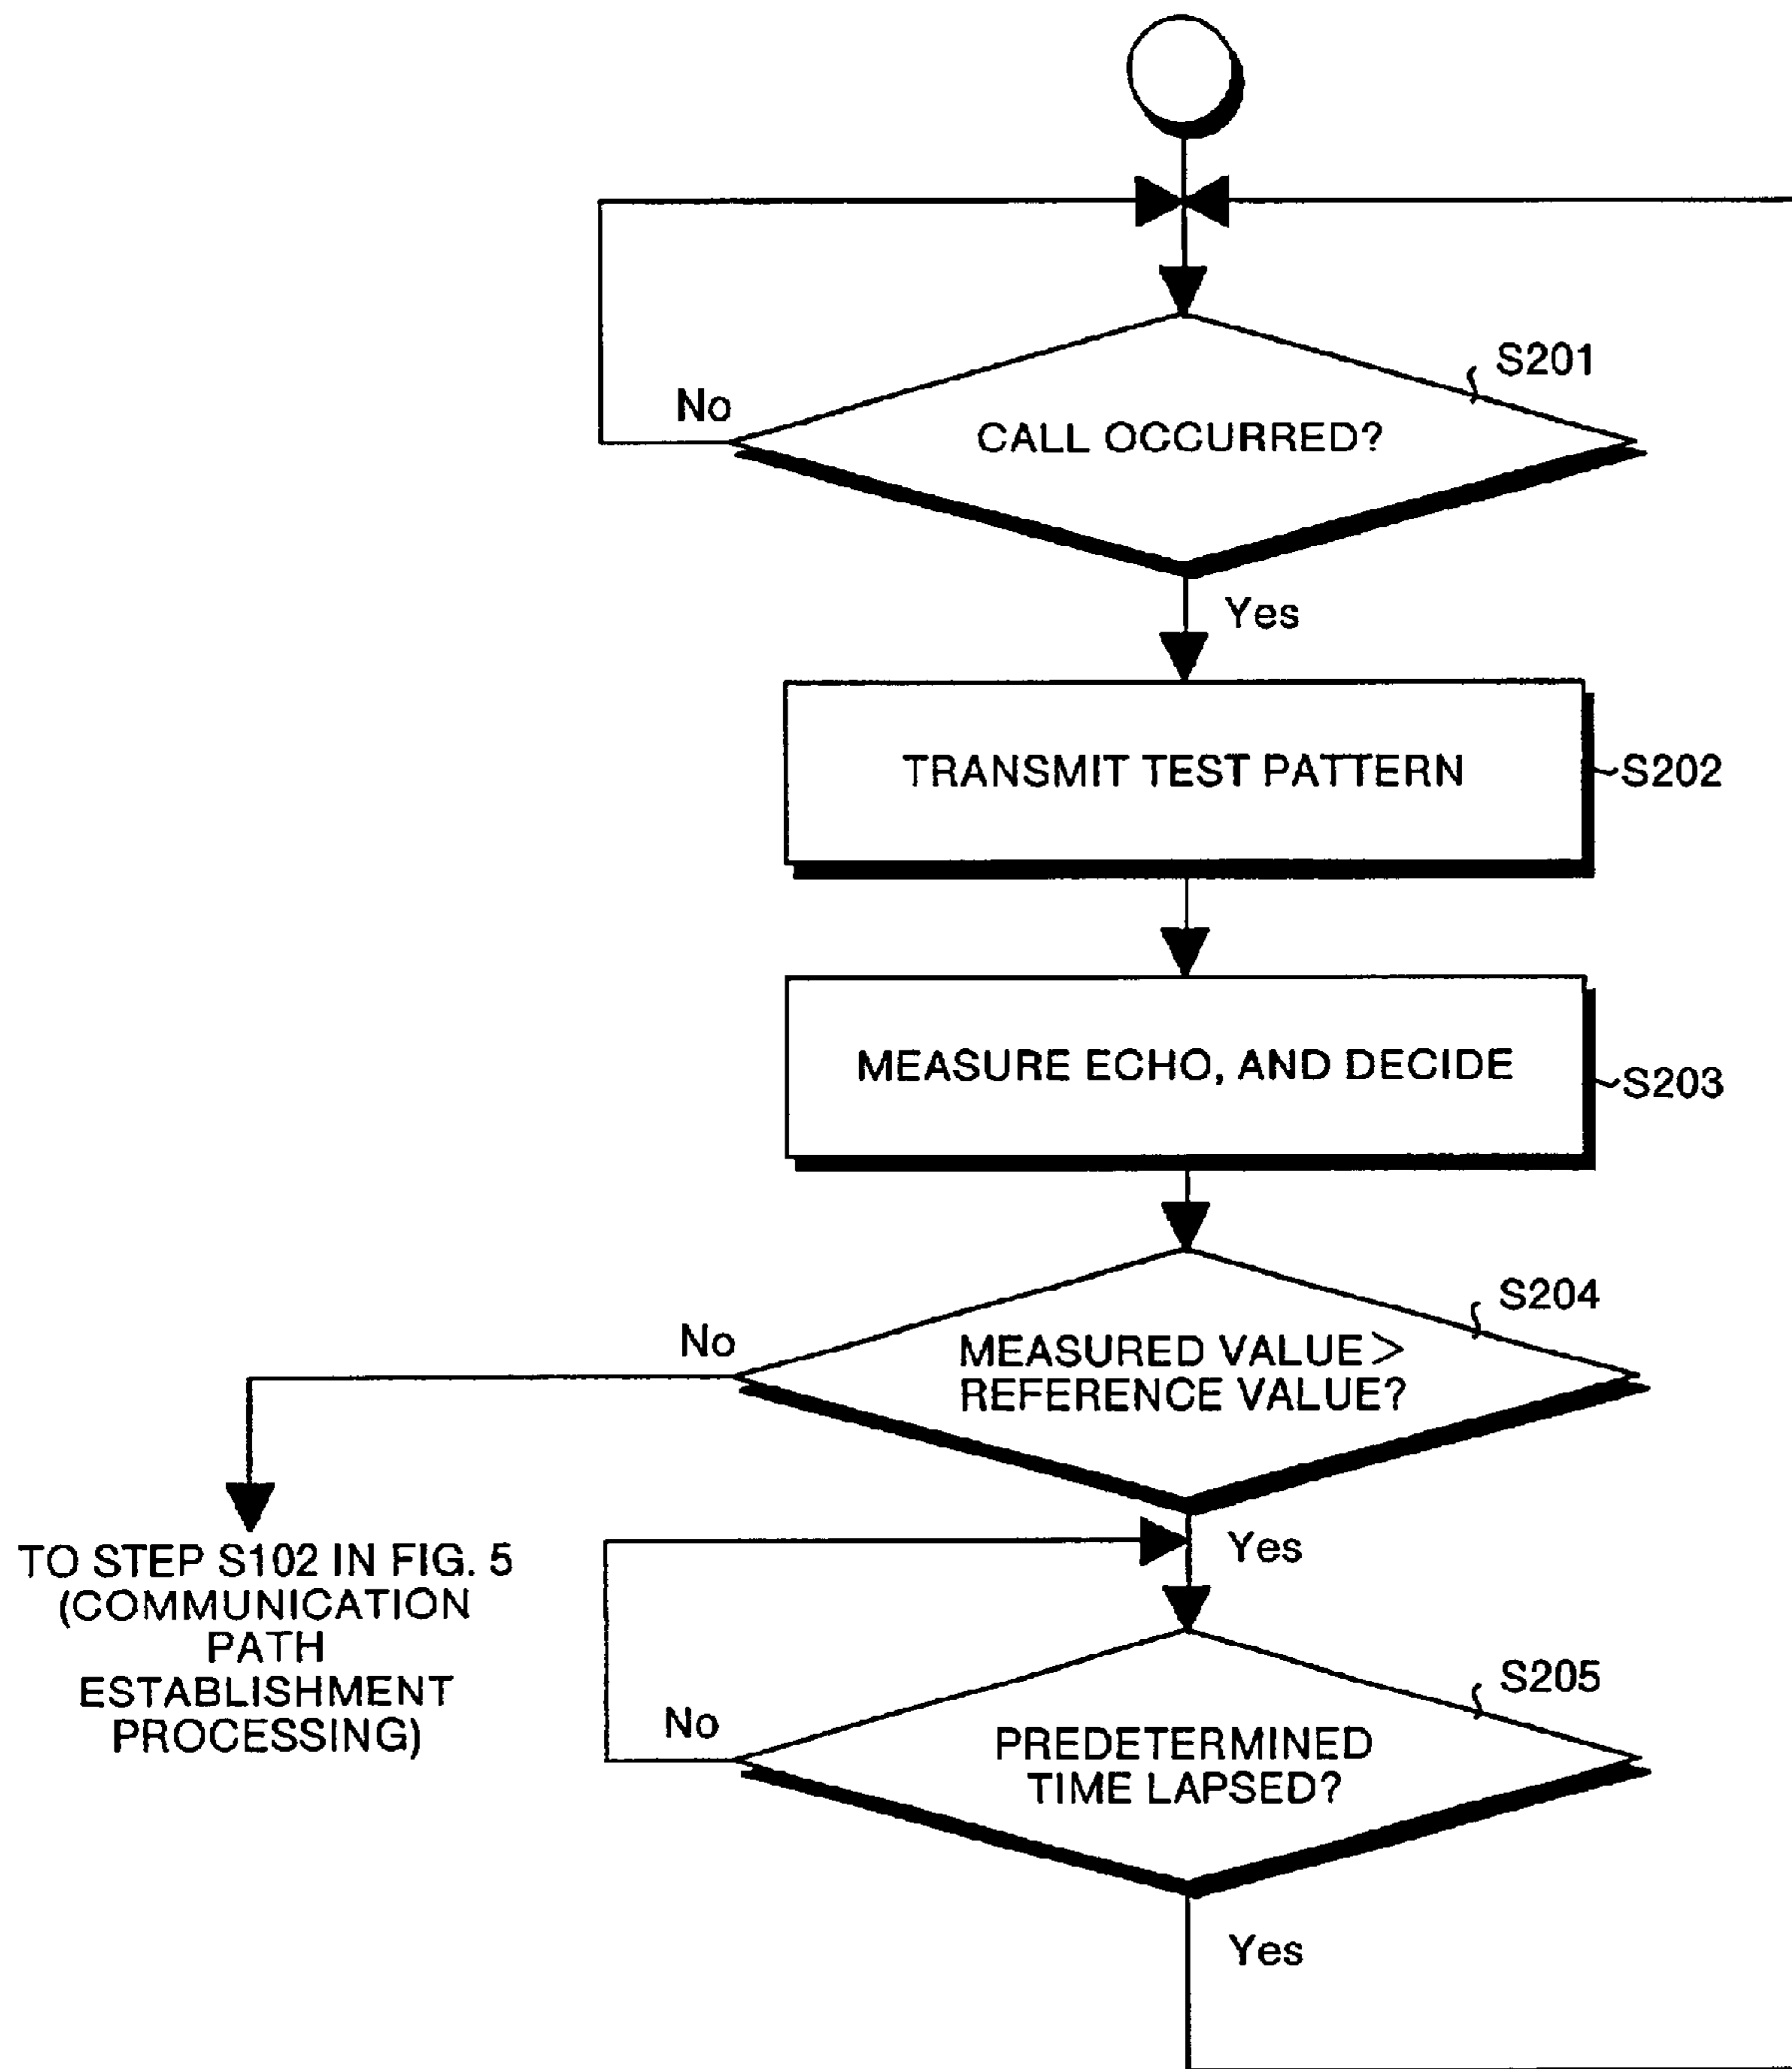 S201
No
CALL OCCURRED?
Yes
TRANSMIT TEST PATTERN
S202
MEASURE ECHO, AND DECIDE
S203
S204
No
MEASURED VALUE >
REFERENCE VALUE?
Yes
TO STEP S102 IN FIG. 5
(COMMUNICATION
PATH
ESTABLISHMENT
PROCESSING)
S205
No
PREDETERMINED
TIME LAPSED?
Yes